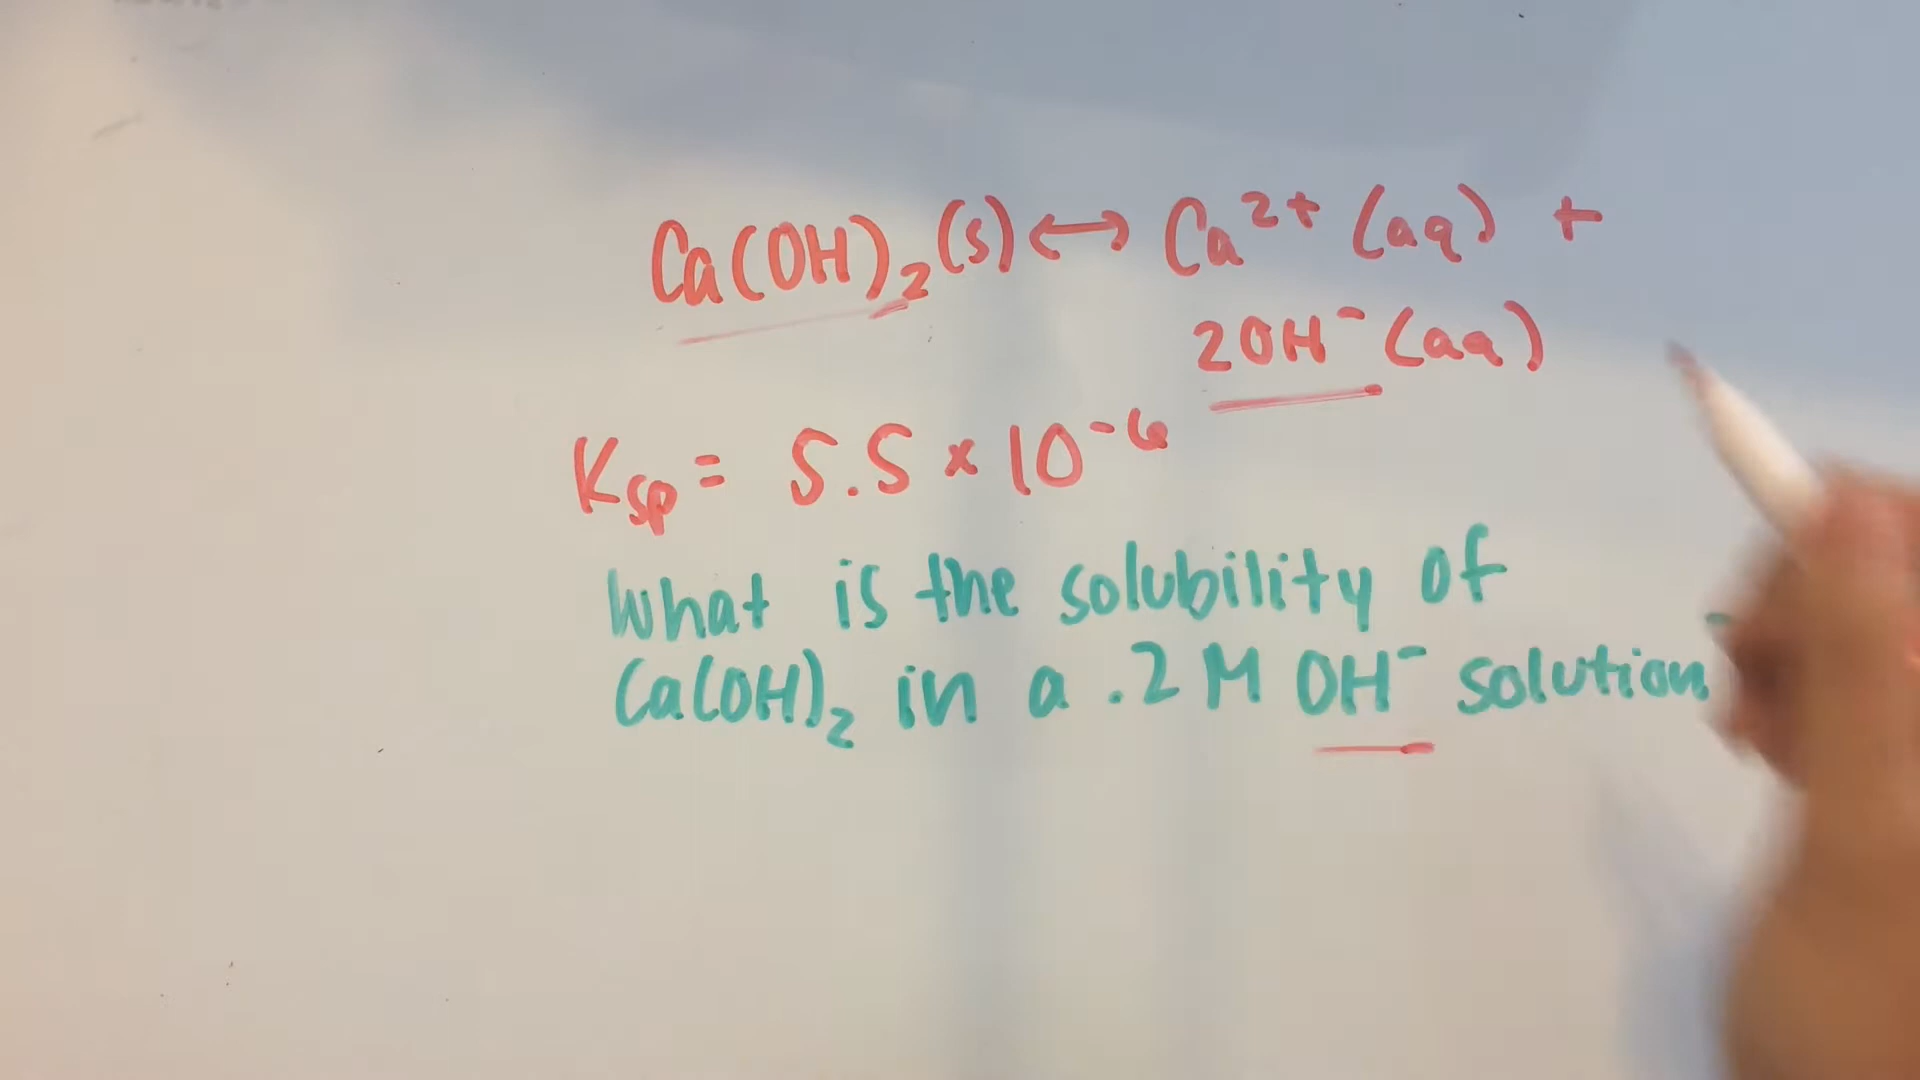 Ca(OH)₂(s) ↔ Ca²⁺(aq) +
2OH⁻(aq)
Ksp = 5.5 × 10⁻⁶
What is the solubility of
Ca(OH)₂ in a .2 M OH⁻ solution